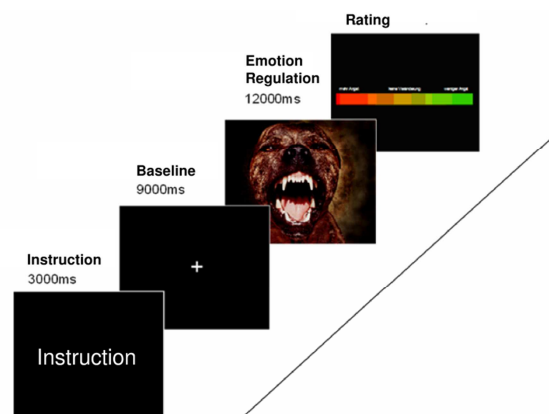 Rating
Emotion
Regulation
12000ms
Baseline
9000ms
+
Instruction
3000ms
Instruction